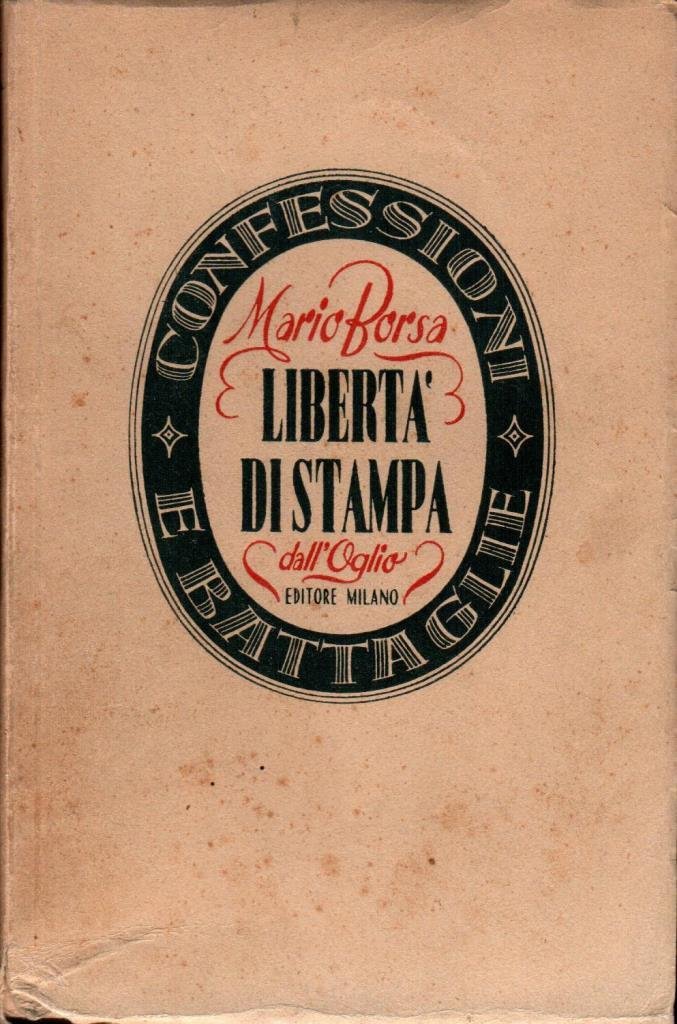 CONFESSIONI
Mario Borsa
LIBERTA'
DI STAMPA
dall'Oglio
EDITORE MILANO
E BATTAGLIE